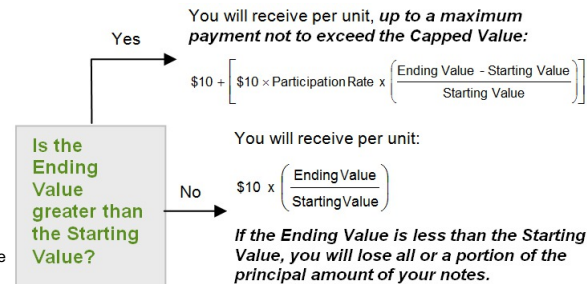 You will receive per unit, up to a maximum
payment not to exceed the Capped Value:
Yes
$10 + [$10 × Participation Rate x (Ending Value - Starting Value / Starting Value)]
Is the
Ending
Value
greater than
the Starting
Value?
e
No
You will receive per unit:
$10 x (Ending Value / Starting Value)
If the Ending Value is less than the Starting
Value, you will lose all or a portion of the
principal amount of your notes.